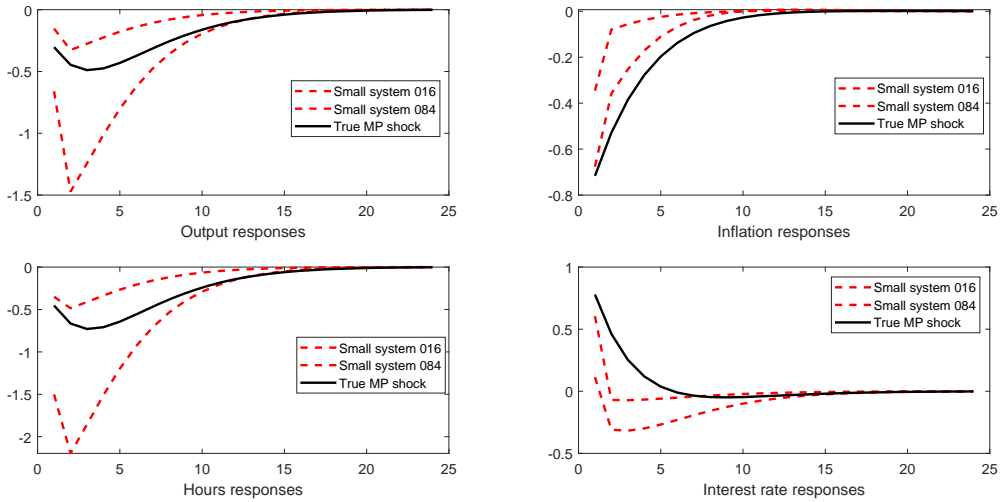 0
-0.5
-1
-1.5
0 5 10 15 20 25
Output responses
Small system 016
Small system 084
True MP shock
0
-0.2
-0.4
-0.6
-0.8
0 5 10 15 20 25
Inflation responses
Small system 016
Small system 084
True MP shock
0
-0.5
-1
-1.5
-2
0 5 10 15 20 25
Hours responses
Small system 016
Small system 084
True MP shock
1
0.5
0
-0.5
0 5 10 15 20 25
Interest rate responses
Small system 016
Small system 084
True MP shock